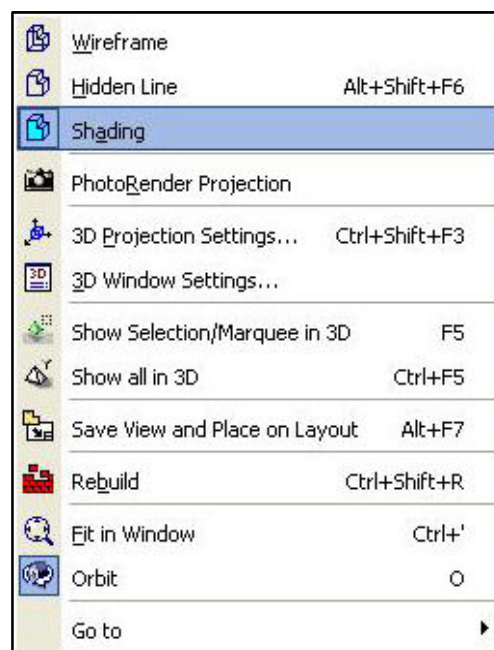 Wireframe
Hidden Line Alt+Shift+F6
Shading
PhotoRender Projection
3D Projection Settings... Ctrl+Shift+F3
3D
3D Window Settings...
Show Selection/Marquee in 3D F5
Show all in 3D Ctrl+F5
Save View and Place on Layout Alt+F7
Rebuild Ctrl+Shift+R
Fit in Window Ctrl+'
Orbit O
Go to